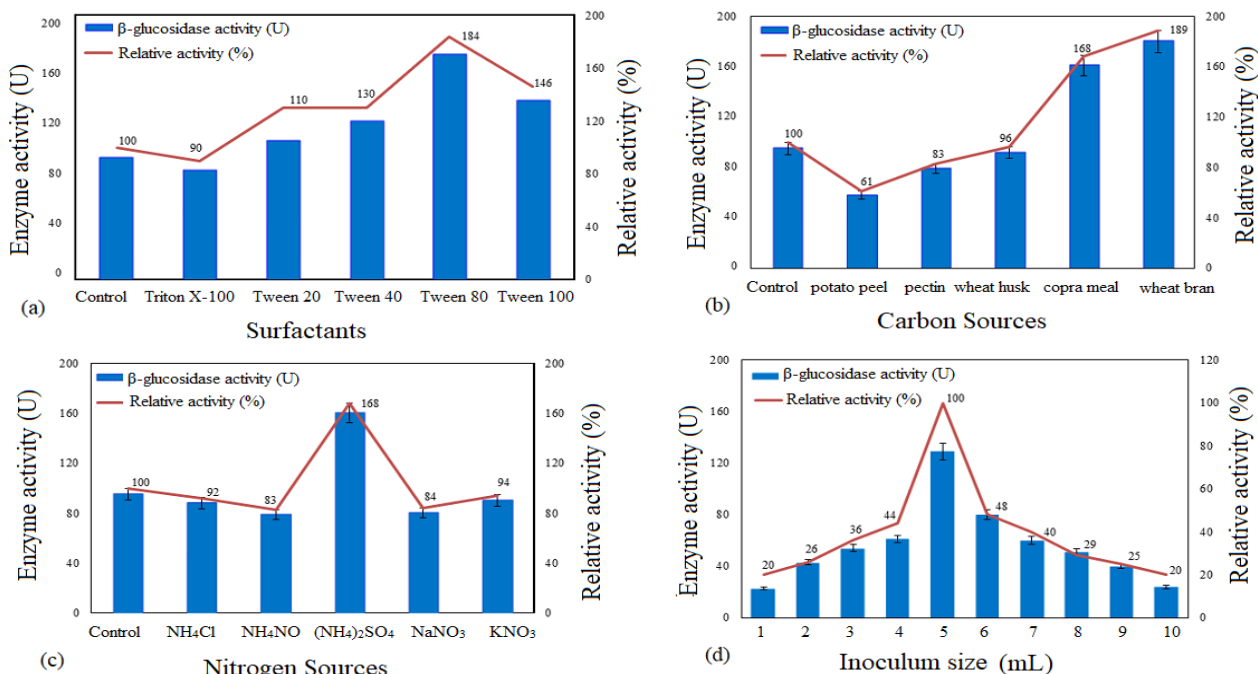 β-glucosidase activity (U)
Relative activity (%)
Enzyme activity (U)
200
160
120
80
40
0
100
90
110
130
184
146
200
160
120
80
40
0
Relative activity (%)
Control Triton X-100 Tween 20 Tween 40 Tween 80 Tween 100
(a)
Surfactants
β-glucosidase activity (U)
Relative activity (%)
Enzyme activity (U)
200
160
120
80
40
0
100
61
83
96
168
189
200
160
120
80
40
0
Relative activity (%)
Control potato peel pectin wheat husk copra meal wheat bran
(b)
Carbon Sources
β-glucosidase activity (U)
Relative activity (%)
Enzyme activity (U)
200
160
120
80
40
0
100
92
83
168
84
94
200
160
120
80
40
0
Relative activity (%)
Control NH4Cl NH4NO (NH4)2SO4 NaNO3 KNO3
(c)
Nitrogen Sources
β-glucosidase activity (U)
Relative activity (%)
Enzyme activity (U)
200
160
120
80
40
0
20
26
36
44
100
48
40
29
25
20
120
100
80
60
40
20
0
Relative activity (%)
1 2 3 4 5 6 7 8 9 10
(d)
Inoculum size (mL)